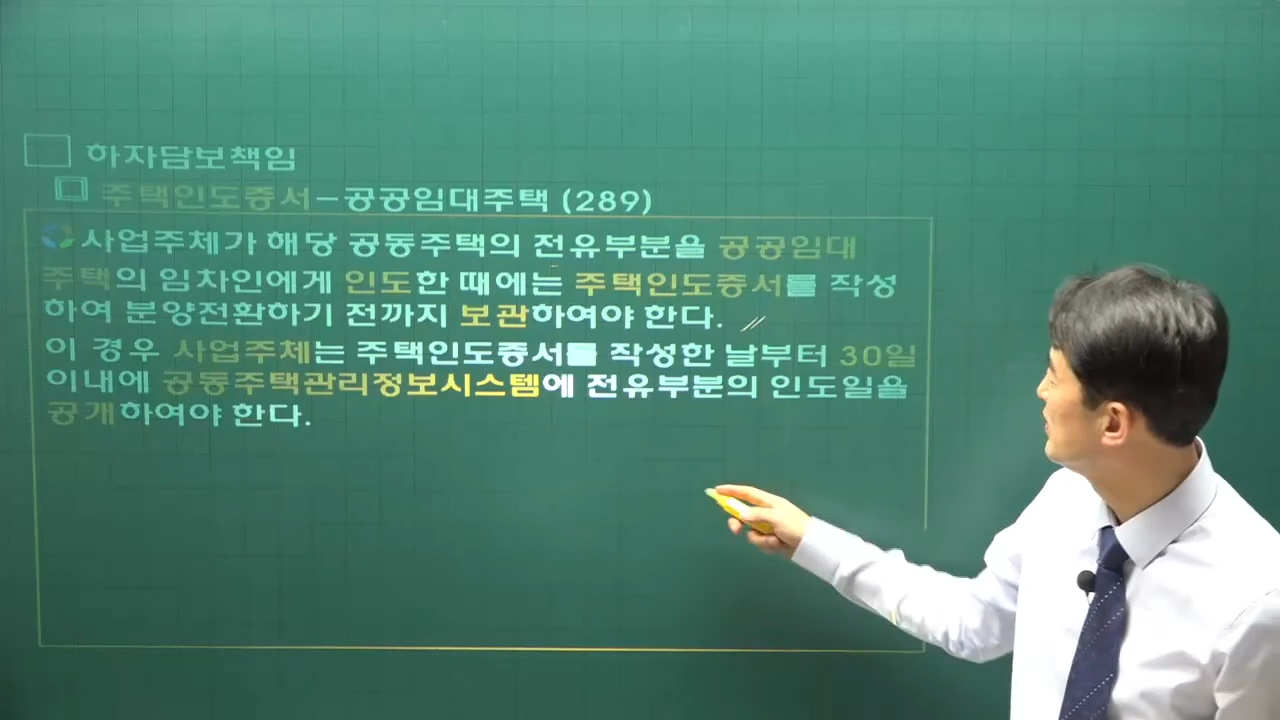 하자담보책임
주택인도증서-공공임대주택 (289)
사업주체가 해당 공동주택의 전유부분을 공공임대
주택의 임차인에게 인도한 때에는 주택인도증서를 작성
하여 분양전환하기 전까지 보관하여야 한다.
이 경우 사업주체는 주택인도증서를 작성한 날부터 30일
이내에 공동주택관리정보시스템에 전유부분의 인도일을
공개하여야 한다.